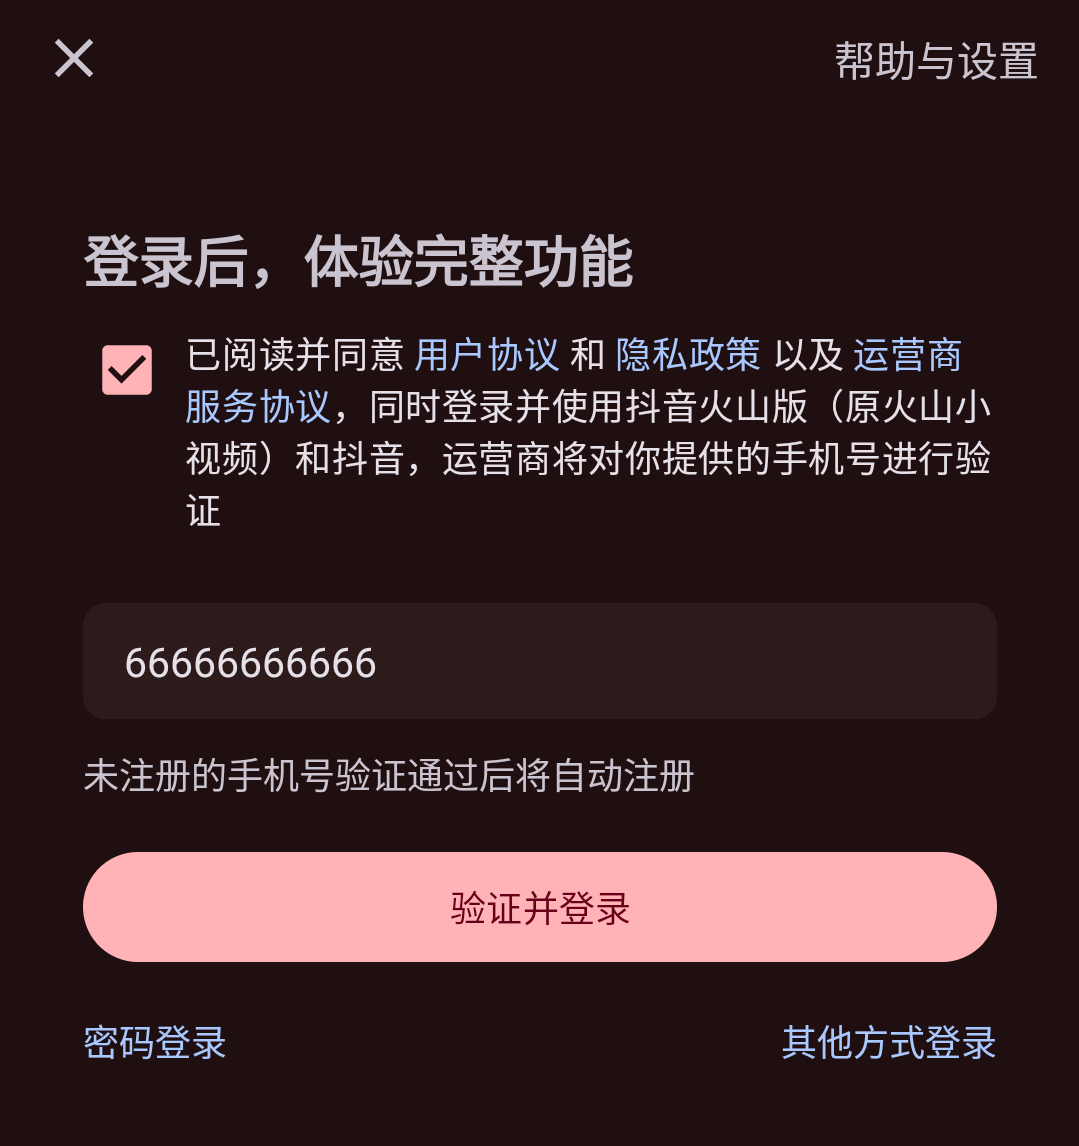 帮助与设置
登录后，体验完整功能
已阅读并同意 用户协议 和 隐私政策 以及 运营商
服务协议，同时登录并使用抖音火山版（原火山小
视频）和抖音，运营商将对你提供的手机号进行验
证
66666666666
未注册的手机号验证通过后将自动注册
验证并登录
密码登录
其他方式登录